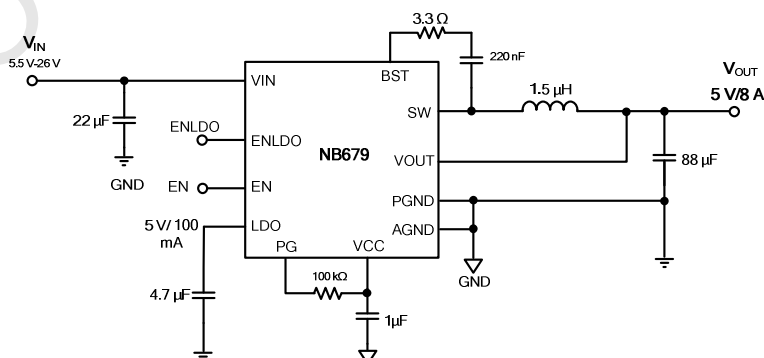 VIN
5.5 V-26 V
22 µF
GND
ENLDO
EN
5 V/ 100
mA
4.7 µF
VIN
ENLDO
EN
LDO
PG
VCC
NB679
BST
SW
VOUT
PGND
AGND
3.3 Ω
220 nF
1.5 µH
VOUT
5 V/8 A
88 µF
GND
100 kΩ
1µF